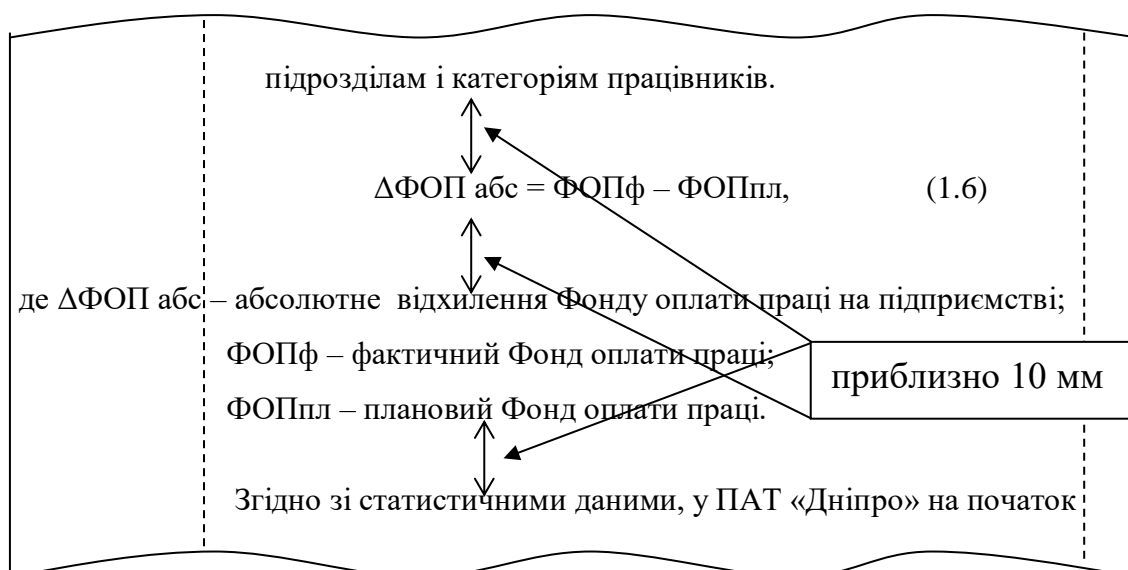 підрозділам і категоріям працівників.
∆ФОП абс = ФОПф – ФОПпл, (1.6)
де ∆ФОП абс – абсолютне відхилення Фонду оплати праці на підприємстві;
ФОПф – фактичний Фонд оплати праці;
приблизно 10 мм
ФОПпл – плановий Фонд оплати праці.
Згідно зі статистичними даними, у ПАТ «Дніпро» на початок